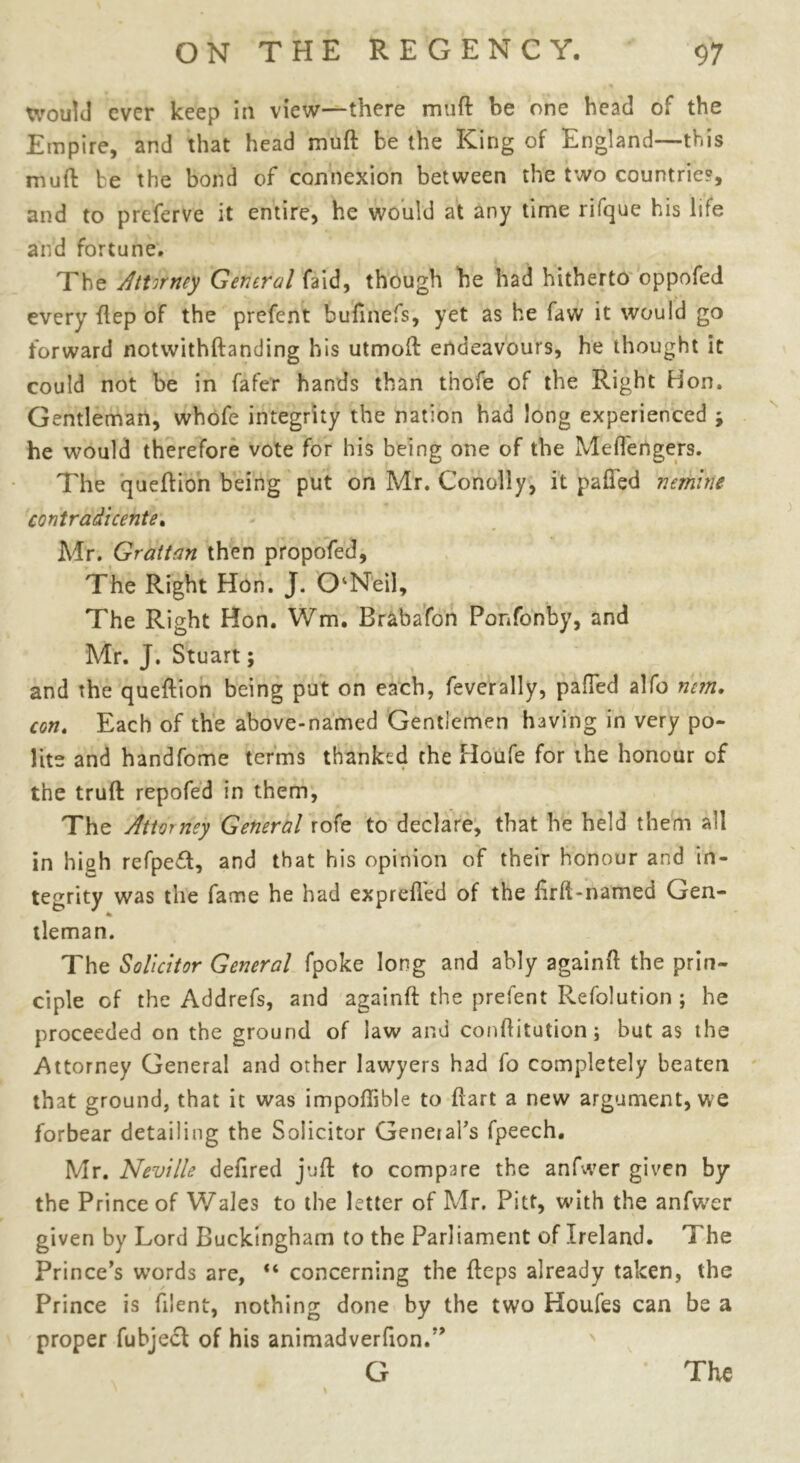 ON THE REGENCY. 97
would ever keep in view—there muſt be one head of the
Empire, and that head muſt be the King of England—this
muſt be the bond of connexion between the two countries,
and to preſerve it entire, he would at any time riſque his life
and fortune.
The Attorney General ſaid, though he had hitherto oppoſed
every ſtep of the preſent buſineſs, yet as he ſaw it would go
forward notwithſtanding his utmoſt endeavours, he thought it
could not be in ſafer hands than thoſe of the Right Hon.
Gentleman, whoſe integrity the nation had long experienced ;
he would therefore vote for his being one of the Meſſengers.
The queſtion being put on Mr. Conolly, it paſſed nemine
contradicente.
Mr. Grattan then propoſed,
The Right Hon. J. O‘Neil,
The Right Hon. Wm. Brabaſon Ponſonby, and
Mr. J. Stuart ;
and the queſtion being put on each, ſeverally, paſſed alſo nem.
con. Each of the above-named Gentlemen having in very po-
lite and handſome terms thanked the Houſe for the honour of
the truſt repoſed in them,
The Attorney General roſe to declare, that he held them all
in high reſpect, and that his opinion of their honour and in-
tegrity was the ſame he had expreſſed of the firſt-named Gen-
tleman.
The Solicitor General ſpoke long and ably againſt the prin-
ciple of the Addreſs, and againſt the preſent Reſolution ; he
proceeded on the ground of law and conſtitution ; but as the
Attorney General and other lawyers had ſo completely beaten
that ground, that it was impoſſible to ſtart a new argument, we
forbear detailing the Solicitor General's ſpeech.
Mr. Neville deſired juſt to compare the anſwer given by
the Prince of Wales to the letter of Mr. Pitt, with the anſwer
given by Lord Buckingham to the Parliament of Ireland. The
Prince's words are, “ concerning the ſteps already taken, the
Prince is ſilent, nothing done by the two Houſes can be a
proper ſubject of his animadverſion.”
G The